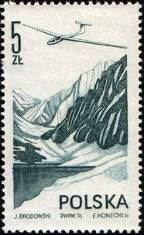 5
ZŁ
POLSKA
J. BRODOWSKI PWPW 76 E. KONECKI